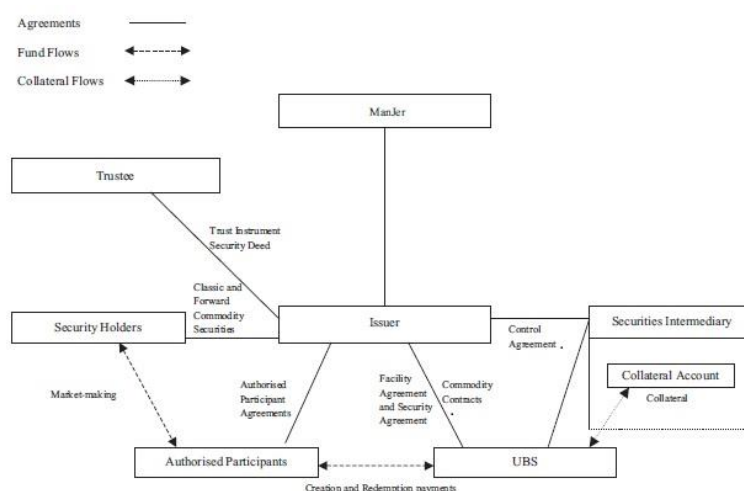 Agreements
Fund Flows
Collateral Flows
ManJer
Trustee
Trust Instrument
Security Deed
Classic and
Forward
Commodity
Securities
Security Holders
Issuer
Securities Intermediary
Control
Agreement
Collateral Account
Collateral
Market-making
Authorised
Participant
Agreements
Facility
Agreement
and Security
Agreement
Commodity
Contracts
Authorised Participants
UBS
Creation and Redemption payments